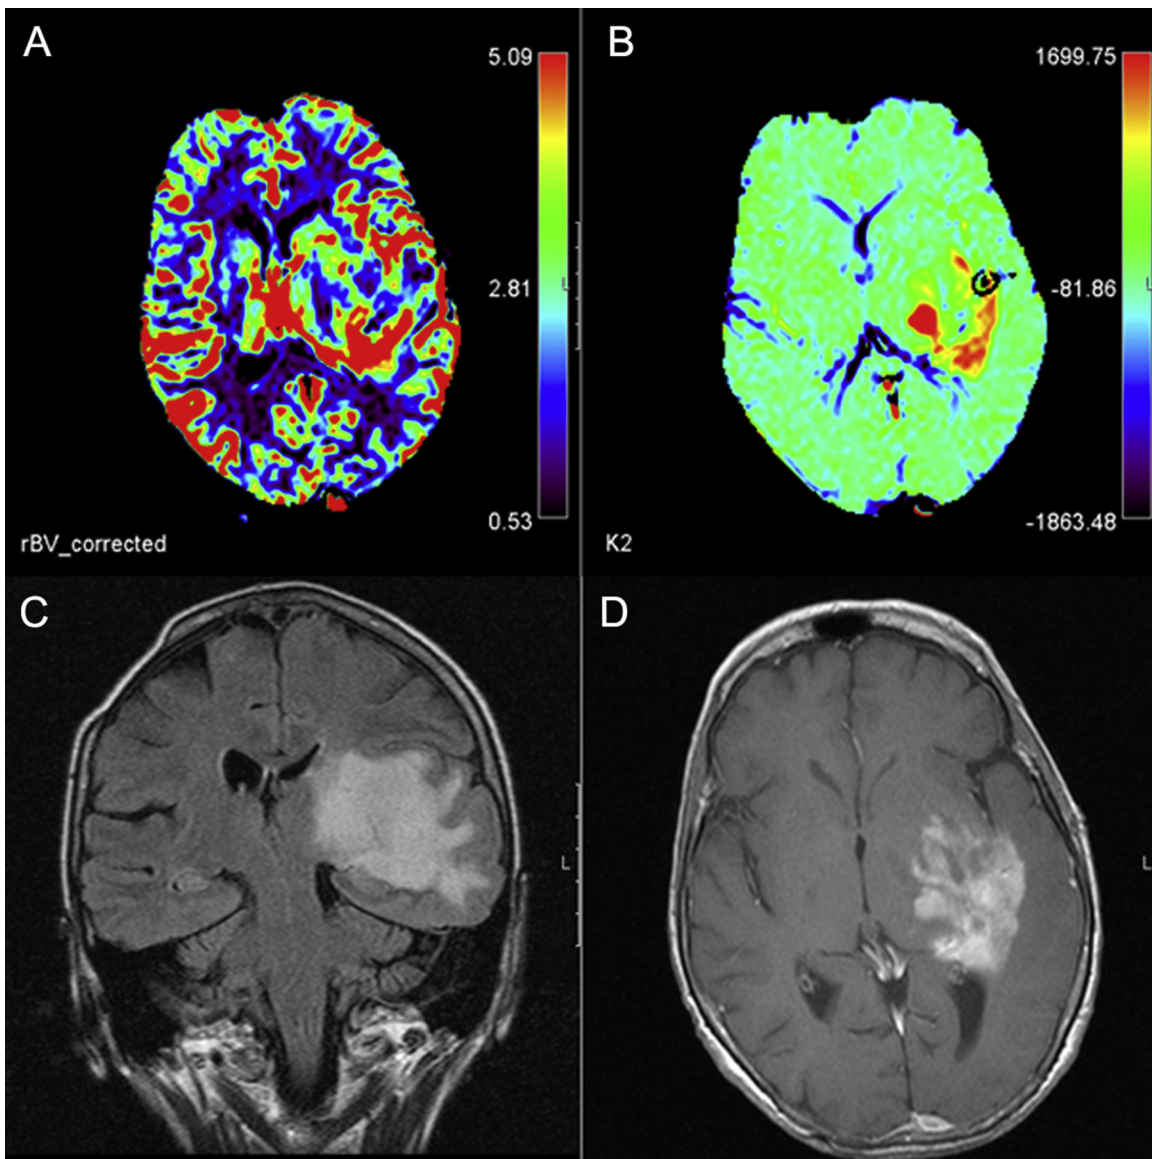 A
5.09
2.81
L
0.53
rBV_corrected
B
1699.75
-81.86
L
-1863.48
K2
C
L
D
L